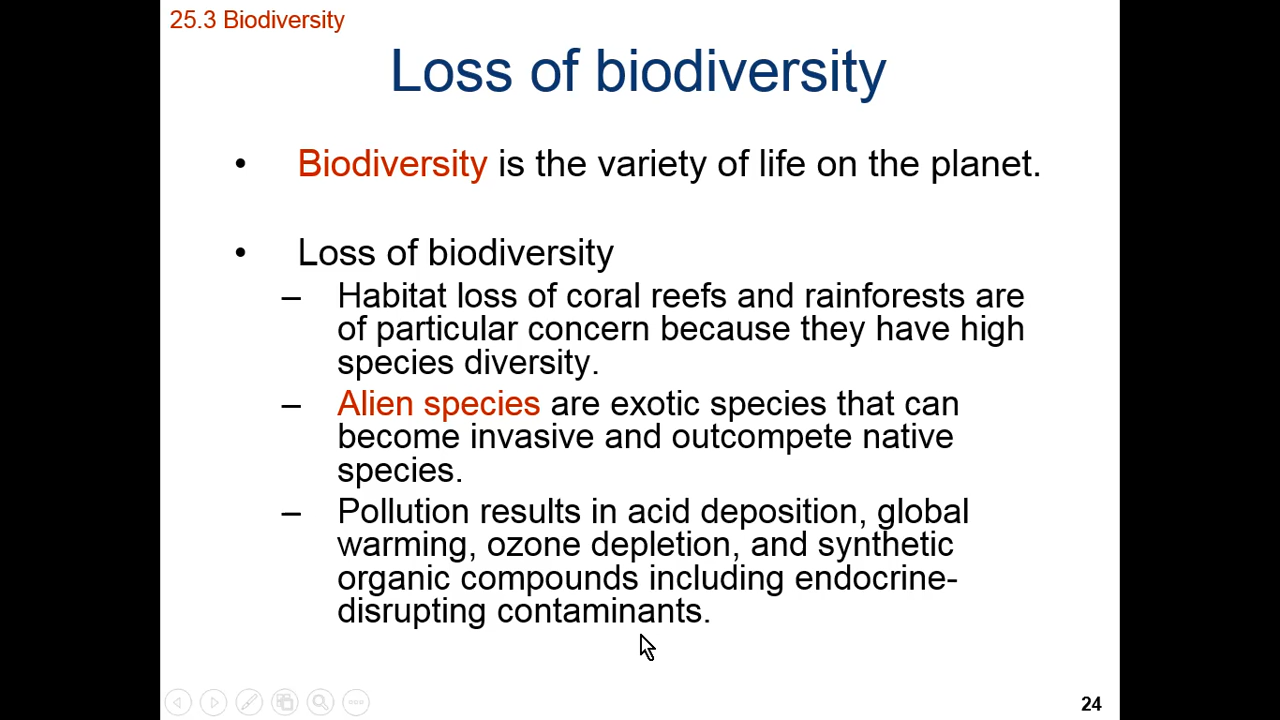 25.3 Biodiversity
Loss of biodiversity
• Biodiversity is the variety of life on the planet.
• Loss of biodiversity
– Habitat loss of coral reefs and rainforests are
of particular concern because they have high
species diversity.
– Alien species are exotic species that can
become invasive and outcompete native
species.
– Pollution results in acid deposition, global
warming, ozone depletion, and synthetic
organic compounds including endocrine-
disrupting contaminants.
24